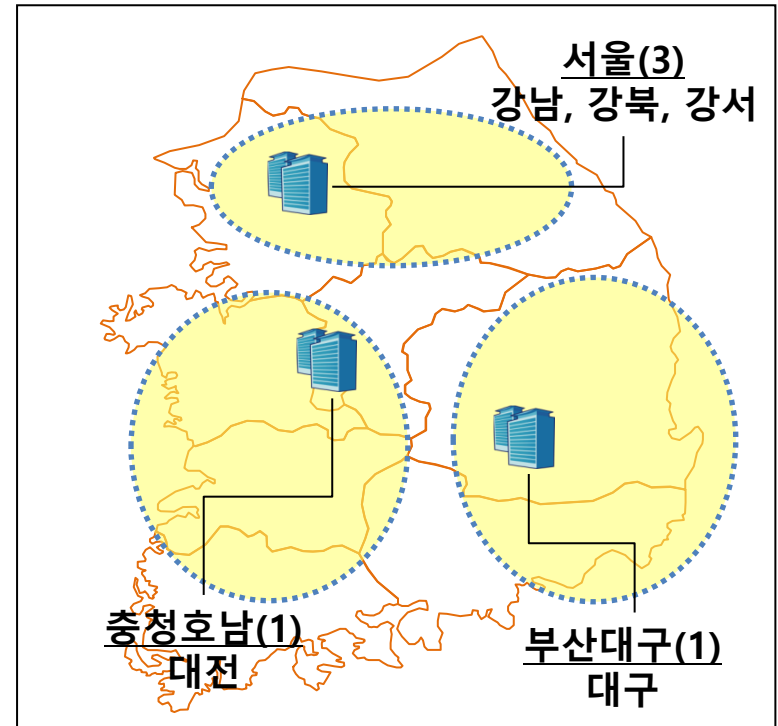 서울(3)
강남, 강북, 강서
충청호남(1)
대전
부산대구(1)
대구